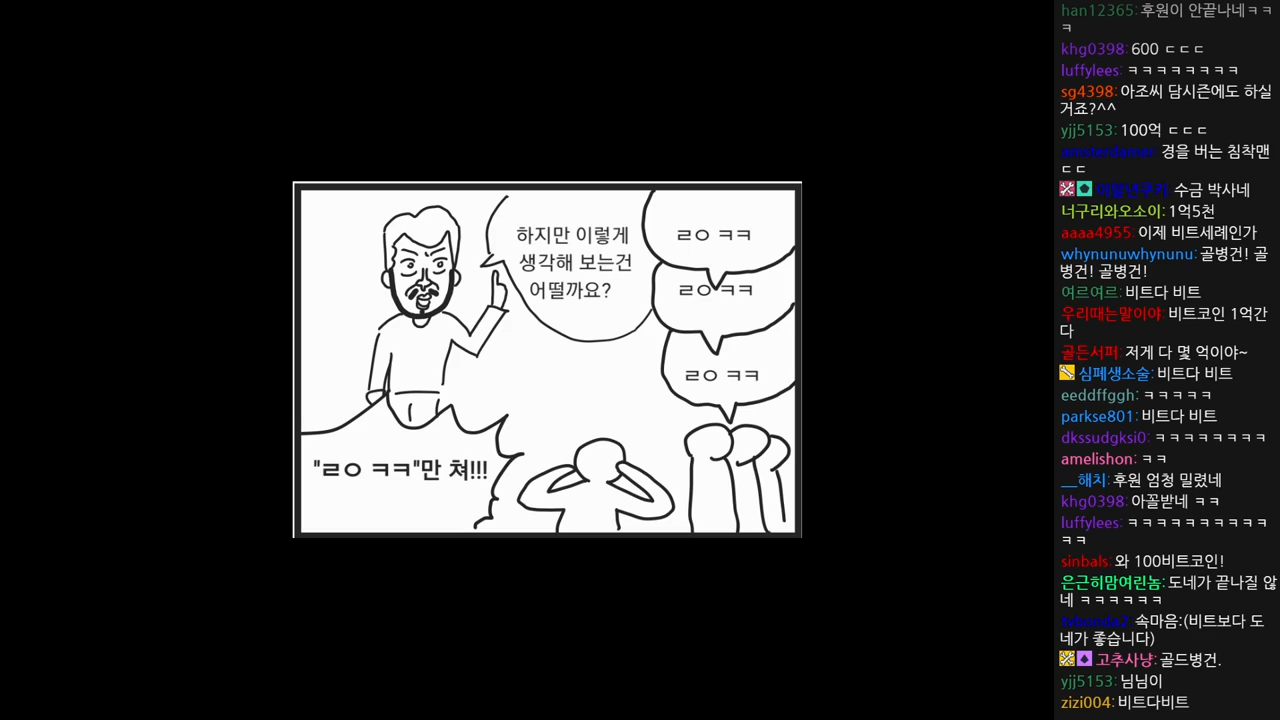 하지만 이렇게
생각해 보는건
어떨까요?
ㄹㅇ ㅋㅋ
ㄹㅇ ㅋㅋ
ㄹㅇ ㅋㅋ
"ㄹㅇ ㅋㅋ"만 쳐!!!
han12365: 후원이 안끝나네ㅋㅋ
ㅋ
khg0398: 600 ㄷㄷㄷ
luffylees: ㅋㅋㅋㅋㅋㅋㅋㅋ
sg4398: 아조씨 담시즌에도 하실
거죠?^^
yjj5153: 100억 ㄷㄷㄷ
amsterdamer: 경을 버는 침착맨
ㄷㄷ
수금 박사네
너구리와오소이: 1억5천
aaaa4955: 이제 비트세례인가
whynunuwhynunu: 골병건! 골
병건! 골병건!
여르여르: 비트다 비트
우리때는말이야: 비트코인 1억간
다
골든서퍼: 저게 다 몇 억이야~
심폐생소술: 비트다 비트
eeddffggh: ㅋㅋㅋㅋㅋ
parkse801: 비트다 비트
dkssudgksi0: ㅋㅋㅋㅋㅋㅋㅋㅋ
amelishon: ㅋㅋ
__해치: 후원 엄청 밀렸네
khg0398: 아꼴받네 ㅋㅋ
luffylees: ㅋㅋㅋㅋㅋㅋㅋㅋㅋㅋ
ㅋㅋ
sinbals: 와 100비트코인!
은근히맘여린놈: 도네가 끝나질 않
네 ㅋㅋㅋㅋㅋㅋ
속마음:(비트보다 도
네가 좋습니다)
고추사냥: 골드병건.
yjj5153: 님님이
zizi004: 비트다비트